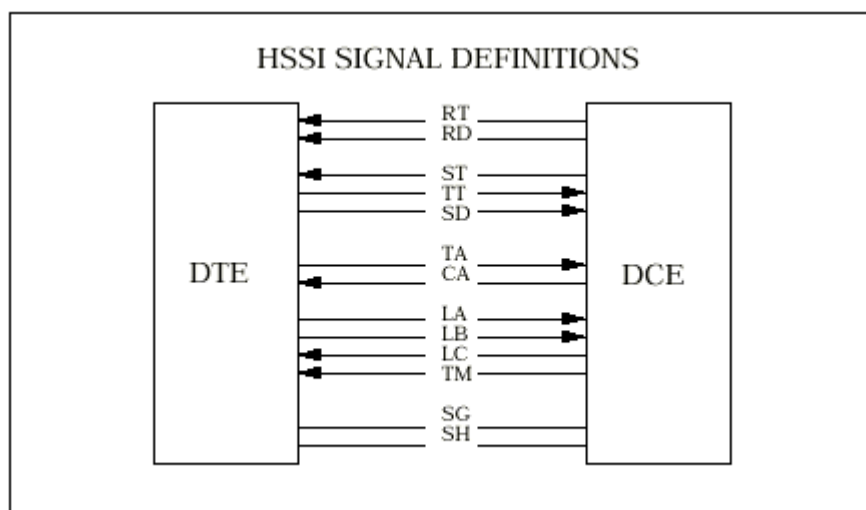 HSSI SIGNAL DEFINITIONS
RT
RD
ST
TT
SD
TA
CA
LA
LB
LC
TM
SG
SH
DTE
DCE